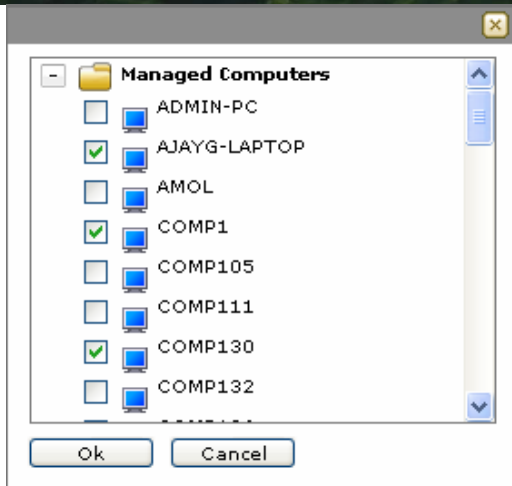 Managed Computers
ADMIN-PC
AJAYG-LAPTOP
AMOL
COMP1
COMP105
COMP111
COMP130
COMP132
Ok
Cancel